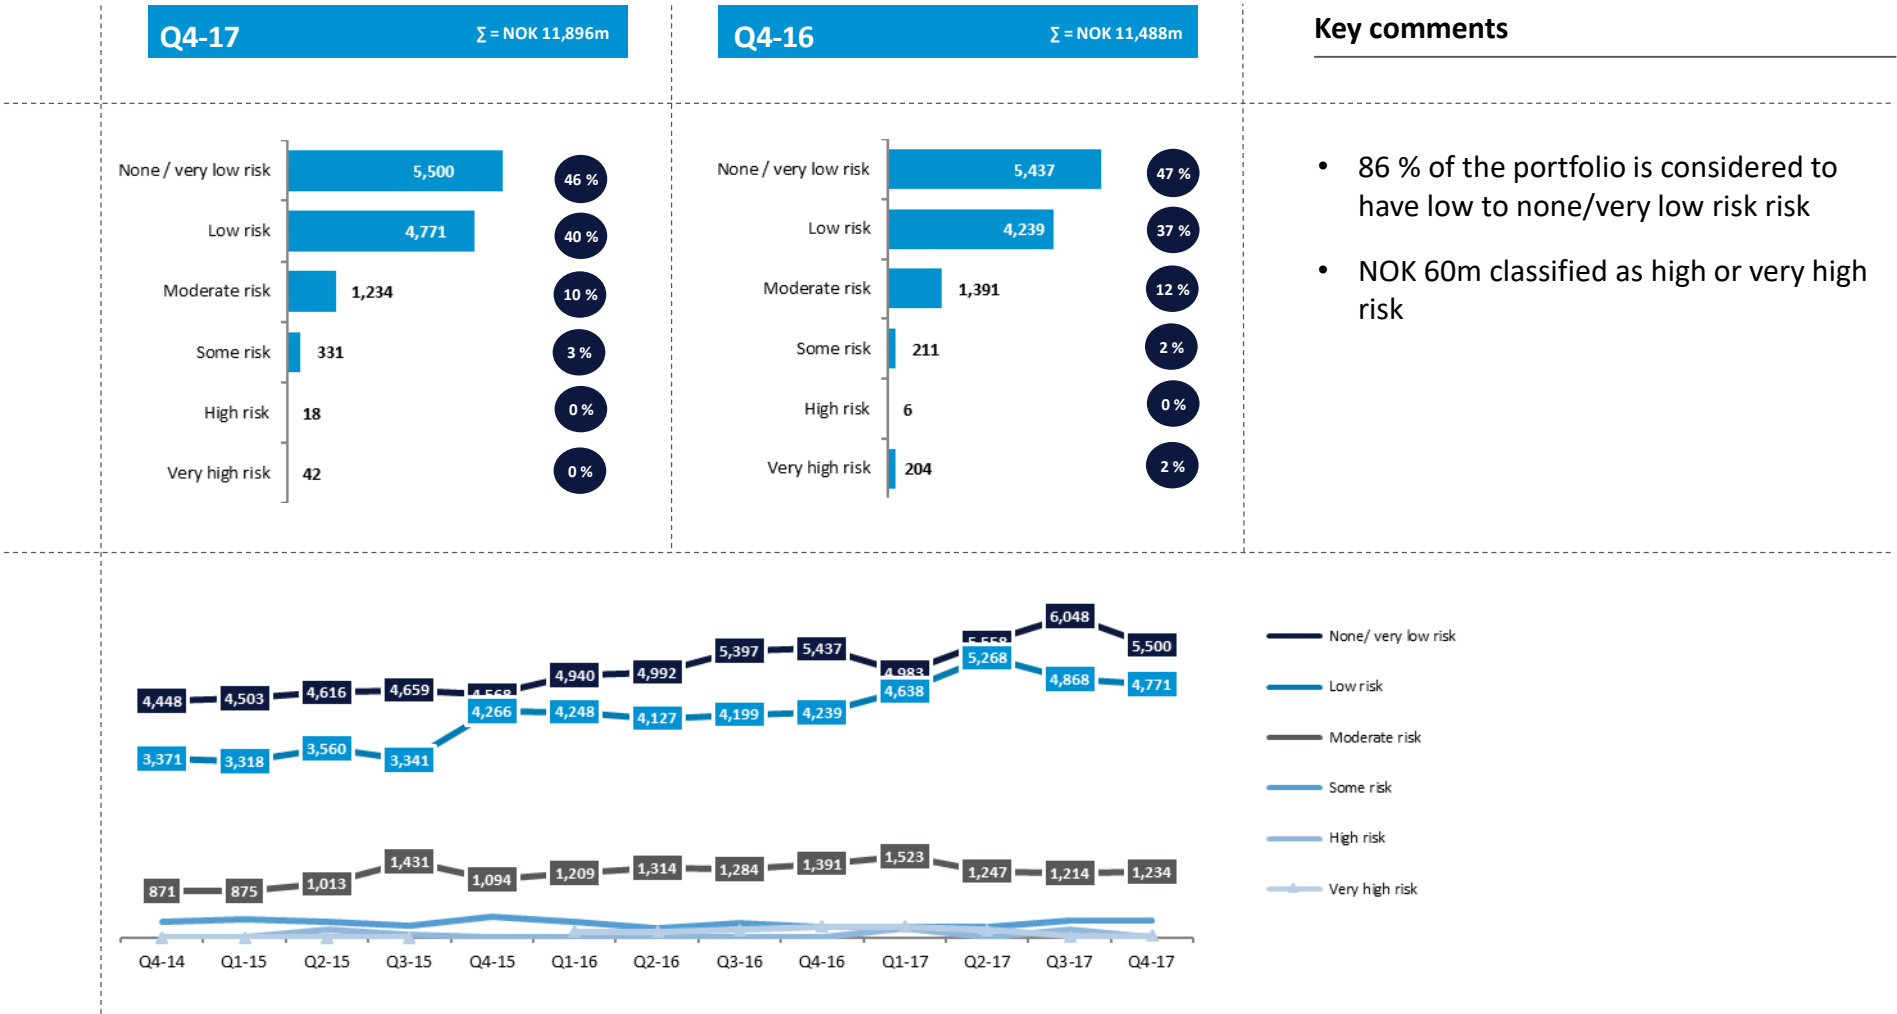 Q4-17 ∑ = NOK 11,896m
Q4-16 ∑ = NOK 11,488m
Key comments
None / very low risk 5,500 46 %
Low risk 4,771 40 %
Moderate risk 1,234 10 %
Some risk 331 3 %
High risk 18 0 %
Very high risk 42 0 %
None / very low risk 5,437 47 %
Low risk 4,239 37 %
Moderate risk 1,391 12 %
Some risk 211 2 %
High risk 6 0 %
Very high risk 204 2 %
• 86 % of the portfolio is considered to
have low to none/very low risk risk
• NOK 60m classified as high or very high
risk
4,448 4,503 4,616 4,659 4,568 4,940 4,992 5,397 5,437 4,983 5,558 6,048 5,500
3,371 3,318 3,560 3,341 4,266 4,248 4,127 4,199 4,239 4,638 5,268 4,868 4,771
871 875 1,013 1,431 1,094 1,209 1,314 1,284 1,391 1,523 1,247 1,214 1,234
Q4-14 Q1-15 Q2-15 Q3-15 Q4-15 Q1-16 Q2-16 Q3-16 Q4-16 Q1-17 Q2-17 Q3-17 Q4-17
None/ very low risk
Low risk
Moderate risk
Some risk
High risk
Very high risk